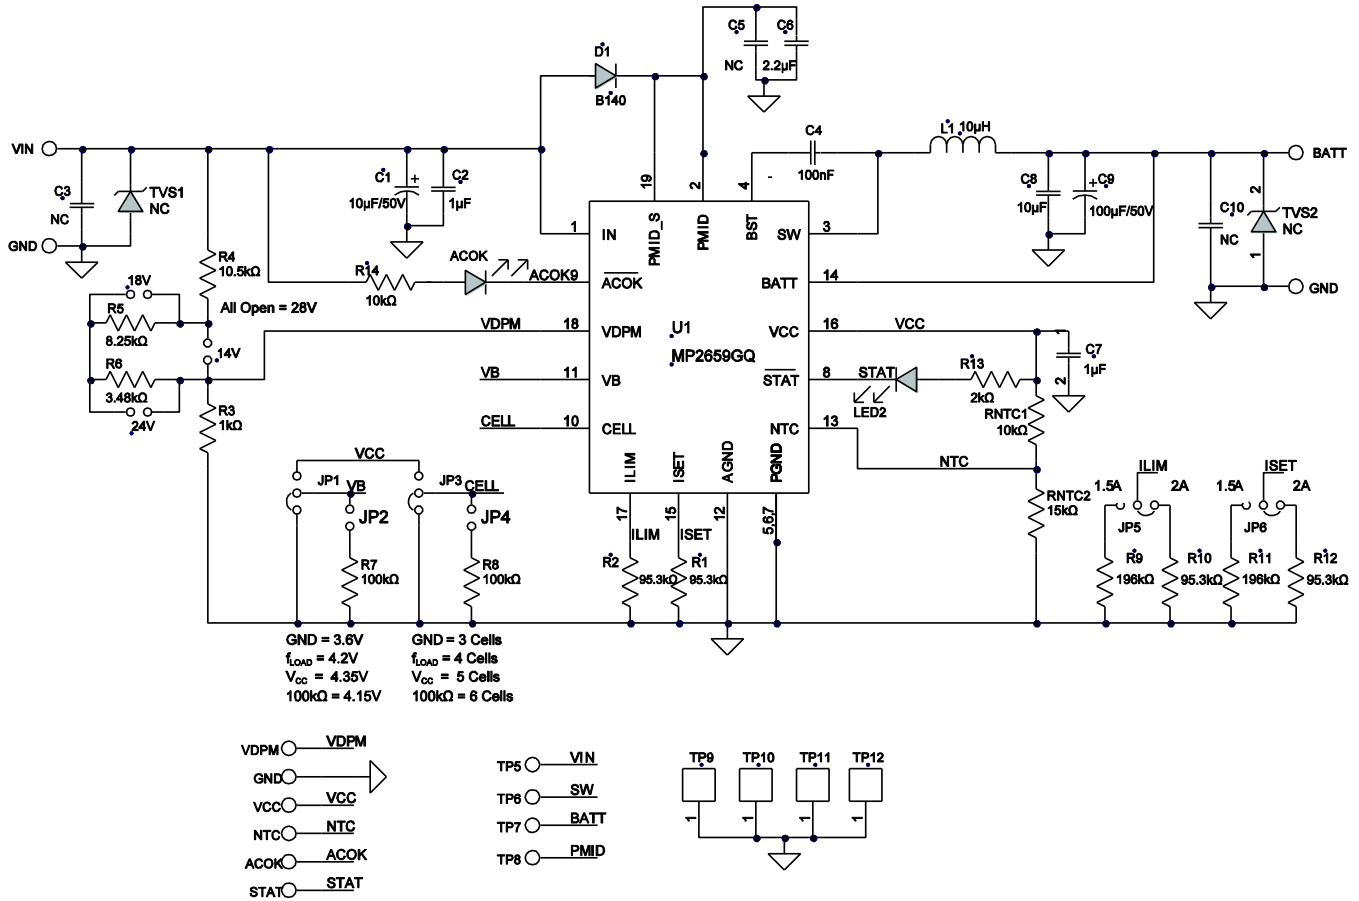 C5
C6
NC
2.2µF
D1
B140
C4
100nF
L1
10µH
VIN
BATT
C3
NC
TVS1
NC
C1
10µF/50V
+
C2
1µF
19
2
4
-
C8
10µF
+
C9
100µF/50V
C10
NC
2
TVS2
NC
1
GND
GND
R4
10.5kΩ
1
IN
PMID_S
PMID
BST
SW
3
R14
10kΩ
ACOK
ACOK
9
ACOK
BATT
14
18V
All Open = 28V
R5
8.25kΩ
14V
R6
3.48kΩ
24V
R3
1kΩ
VDPM
18
VDPM
U1
MP2659GQ
VCC
16
VCC
1
C7
1µF
2
VB
11
VB
STAT
8
STAT
LED2
R13
2kΩ
RNTC1
10kΩ
CELL
10
CELL
NTC
13
NTC
ILIM
ISET
AGND
PGND
17
15
12
5,6,7
ILIM
ISET
R2
95.3kΩ
R1
95.3kΩ
RNTC2
15kΩ
VCC
JP1
VB
JP2
R7
100kΩ
JP3
CELL
JP4
R8
100kΩ
ILIM
1.5A
2A
JP5
R9
196kΩ
R10
95.3kΩ
ISET
1.5A
2A
JP6
R11
196kΩ
R12
95.3kΩ
GND = 3.6V
fLOAD = 4.2V
VCC = 4.35V
100kΩ = 4.15V
GND = 3 Cells
fLOAD = 4 Cells
VCC = 5 Cells
100kΩ = 6 Cells
VDPM
VDPM
GND
VCC
VCC
NTC
NTC
ACOK
ACOK
STAT
STAT
TP5
VIN
TP6
SW
TP7
BATT
TP8
PMID
TP9
TP10
TP11
TP12
1
1
1
1